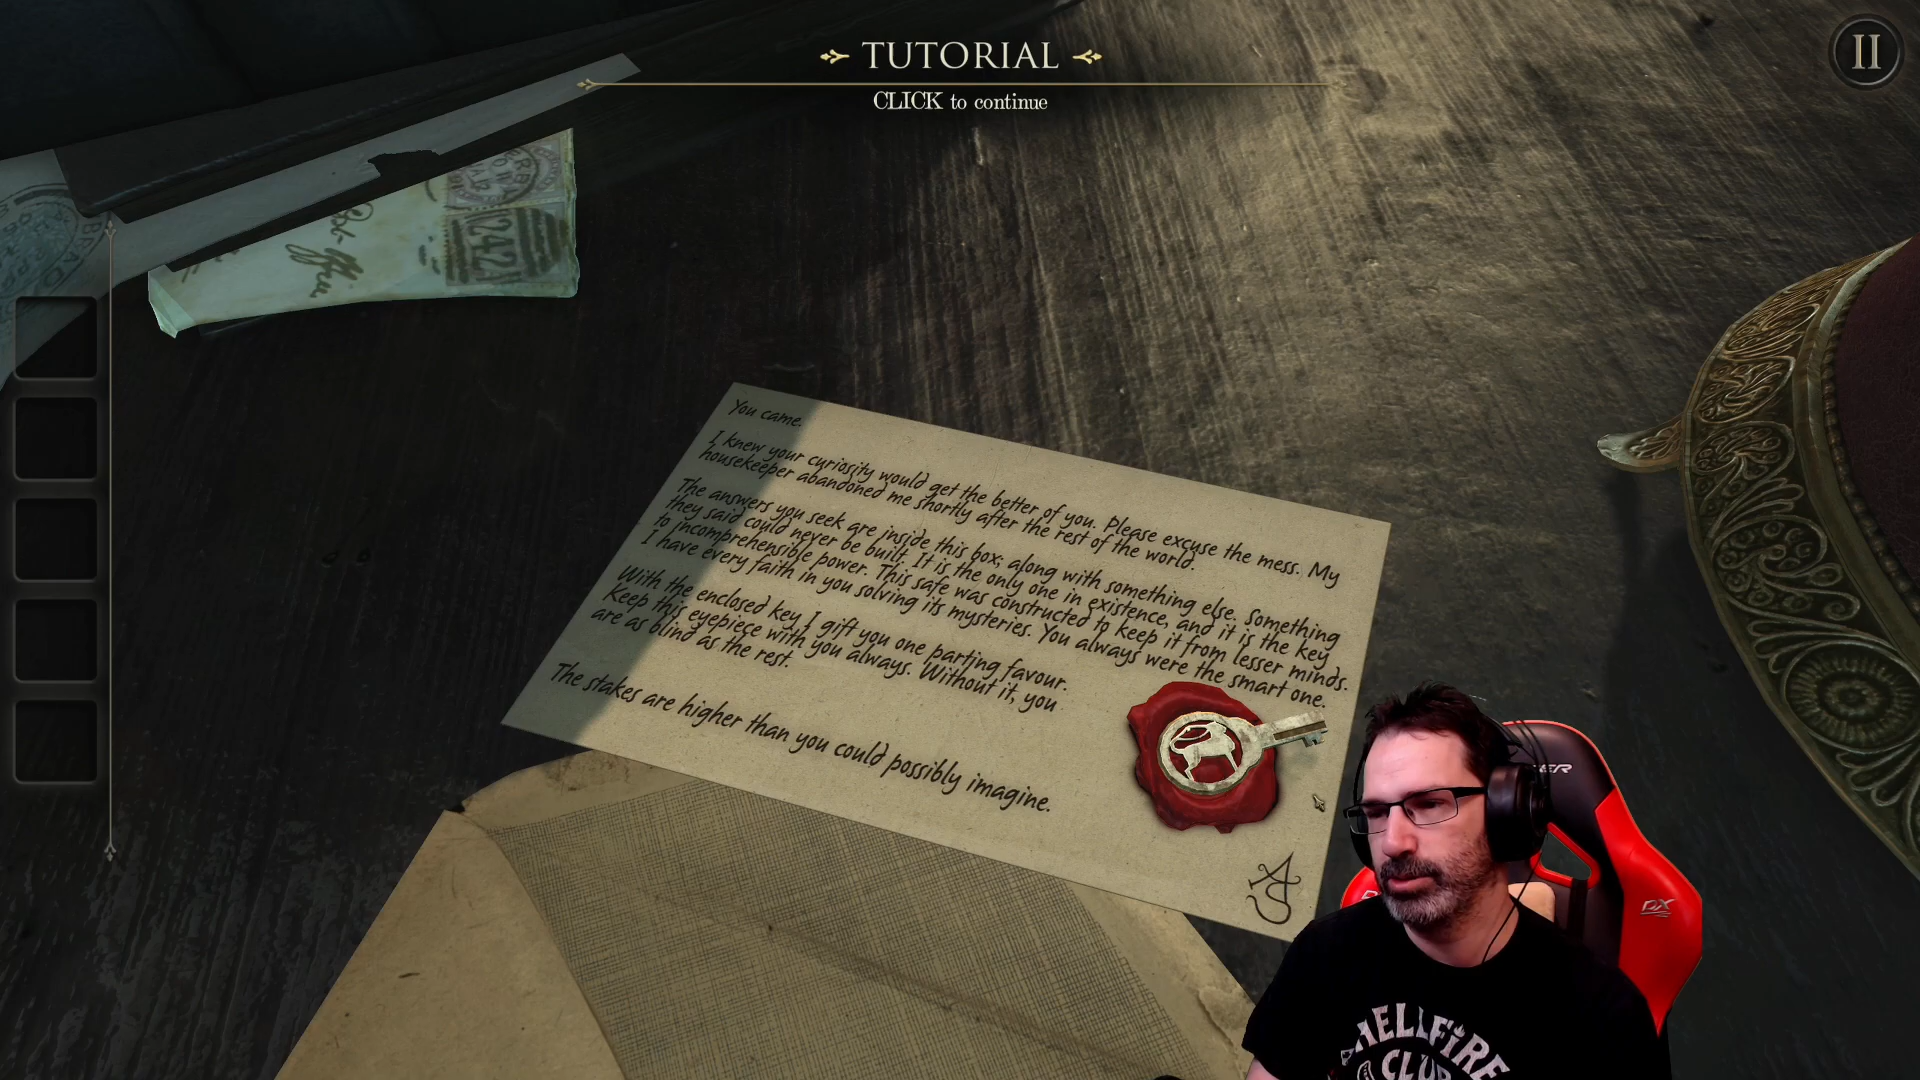 TUTORIAL
CLICK to continue
1242
You came.
I knew your curiosity would get the better of you. Please excuse the mess. My
housekeeper abandoned me shortly after the rest of the world.
The answers you seek are inside this box; along with something else. Something
they said could never be built. It is the only one in existence, and it is the key
to incomprehensible power. This safe was constructed to keep it from lesser minds.
I have every faith in you solving its mysteries. You always were the smart one.
With the enclosed key I gift you one parting favour.
Keep this eyepiece with you always. Without it, you
are as blind as the rest.
The stakes are higher than you could possibly imagine.
AS
DX
HELLFIRE
CLUB